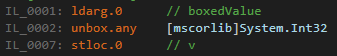 IL_0001: ldarg.0 // boxedValue
IL_0002: unbox.any [mscorlib]System.Int32
IL_0007: stloc.0 // v